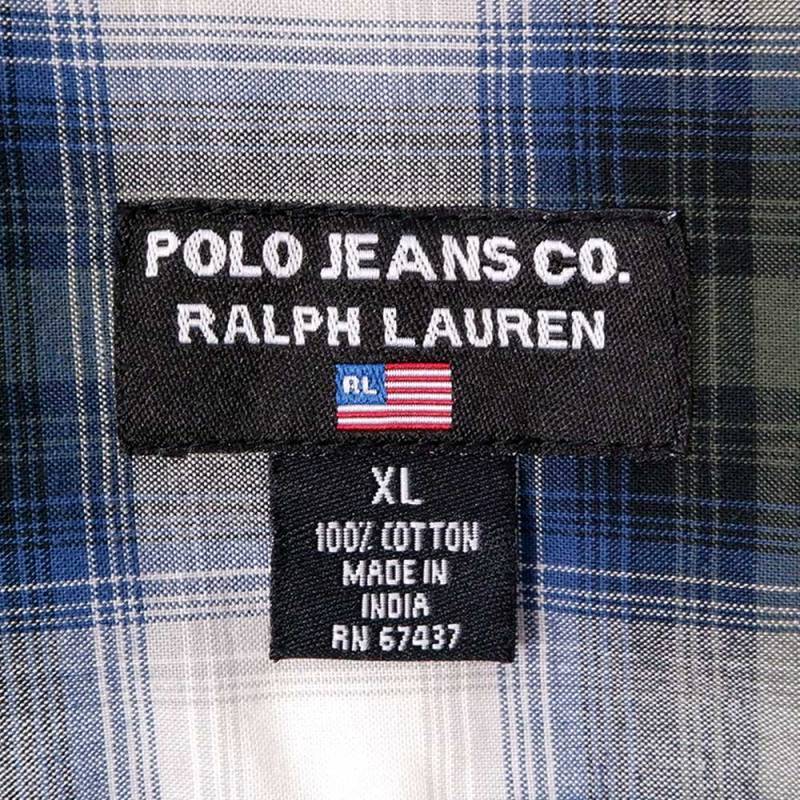 POLO JEANS CO.
RALPH LAUREN
RL
XL
100% COTTON
MADE IN
INDIA
RN 67437